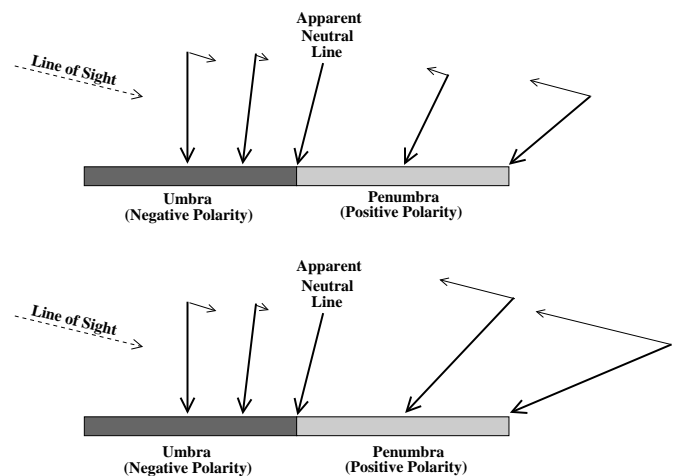 Apparent
Neutral
Line
Line of Sight
Umbra
(Negative Polarity)
Penumbra
(Positive Polarity)
Apparent
Neutral
Line
Line of Sight
Umbra
(Negative Polarity)
Penumbra
(Positive Polarity)